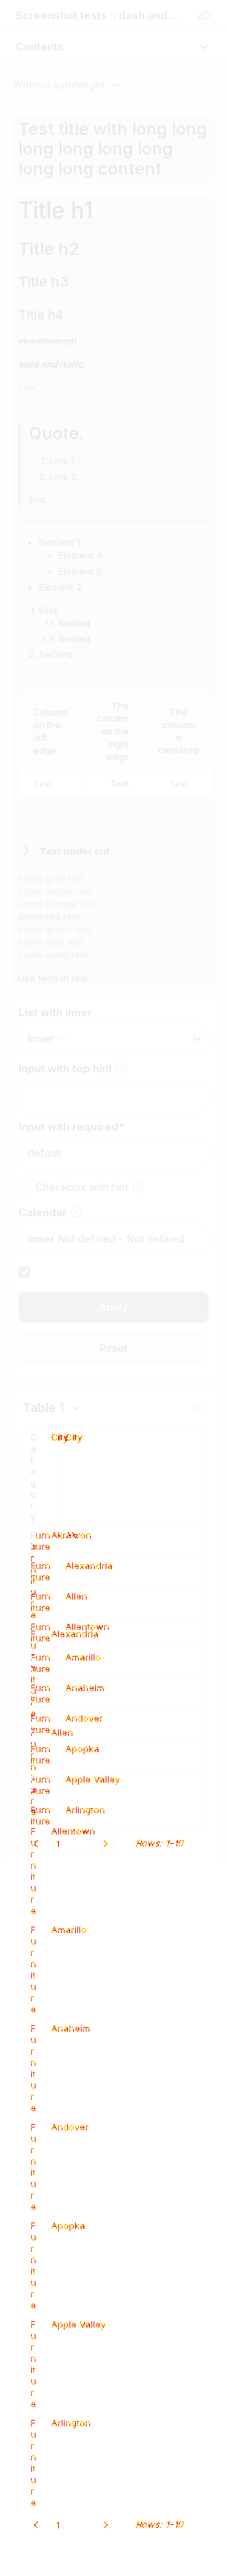 Screenshot tests :: dash and ...
Contents
Without autoheight
Test title with long long
long long long long
long long content
Title h1
Title h2
Title h3
Title h4
strikethrough
bold and italic
Link
Quote.
1. Line 1.
2. Line 2.
End.
Element 1
Element A
Element B
Element 2
1. First
1.1. Nested
1.2. Nested
2. Second
Column on the left edge
The column on the right edge
The column is centered
Text Text Text
Text under cut
some gray text
some yellow text
some orange text
some red text
some green text
some blue text
some violet text
Use term in text
List with inner
Inner —
Input with top hint
Input with required*
default
Checkbox with hint
Calendar
inner Not defined - Not defined
Apply
Reset
Table 1
Category
City City
Furniture Akron Akron
Furniture Alexandria
Furniture Allen
Furniture Allentown
Alexandria
Furniture Amarillo
Furniture Anaheim
Furniture Andover
Allen
Furniture Apopka
Furniture Apple Valley
Furniture Arlington
Allentown
1 Rows: 1–10
Furniture
Amarillo
Furniture
Anaheim
Furniture
Andover
Furniture
Apopka
Furniture
Apple Valley
Furniture
Arlington
Furniture
1 Rows: 1–10